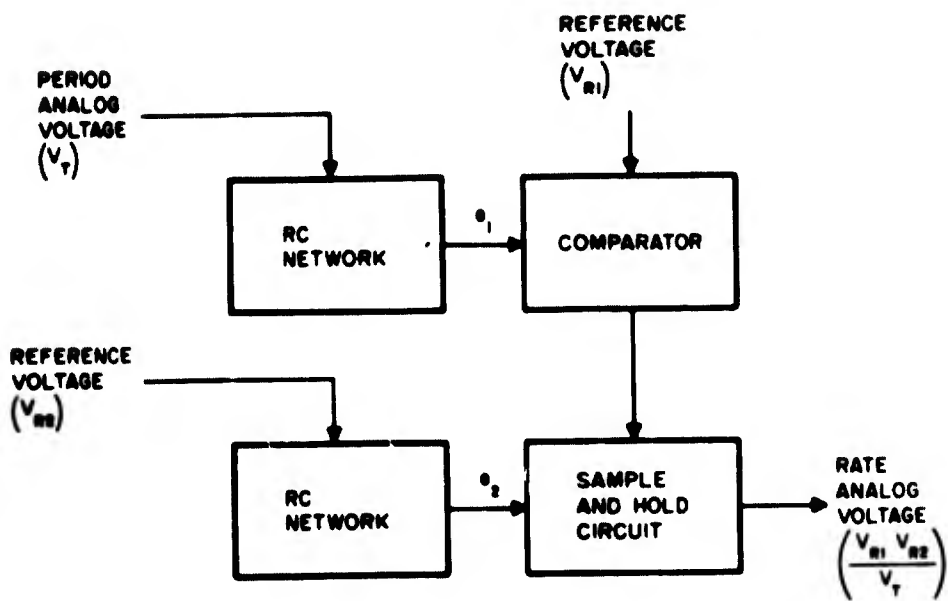 REFERENCE
VOLTAGE
(V_R1)
PERIOD
ANALOG
VOLTAGE
(V_T)
RC
NETWORK
e_1
COMPARATOR
REFERENCE
VOLTAGE
(V_R2)
RC
NETWORK
e_2
SAMPLE
AND HOLD
CIRCUIT
RATE
ANALOG
VOLTAGE
(V_R1 V_R2
V_T)